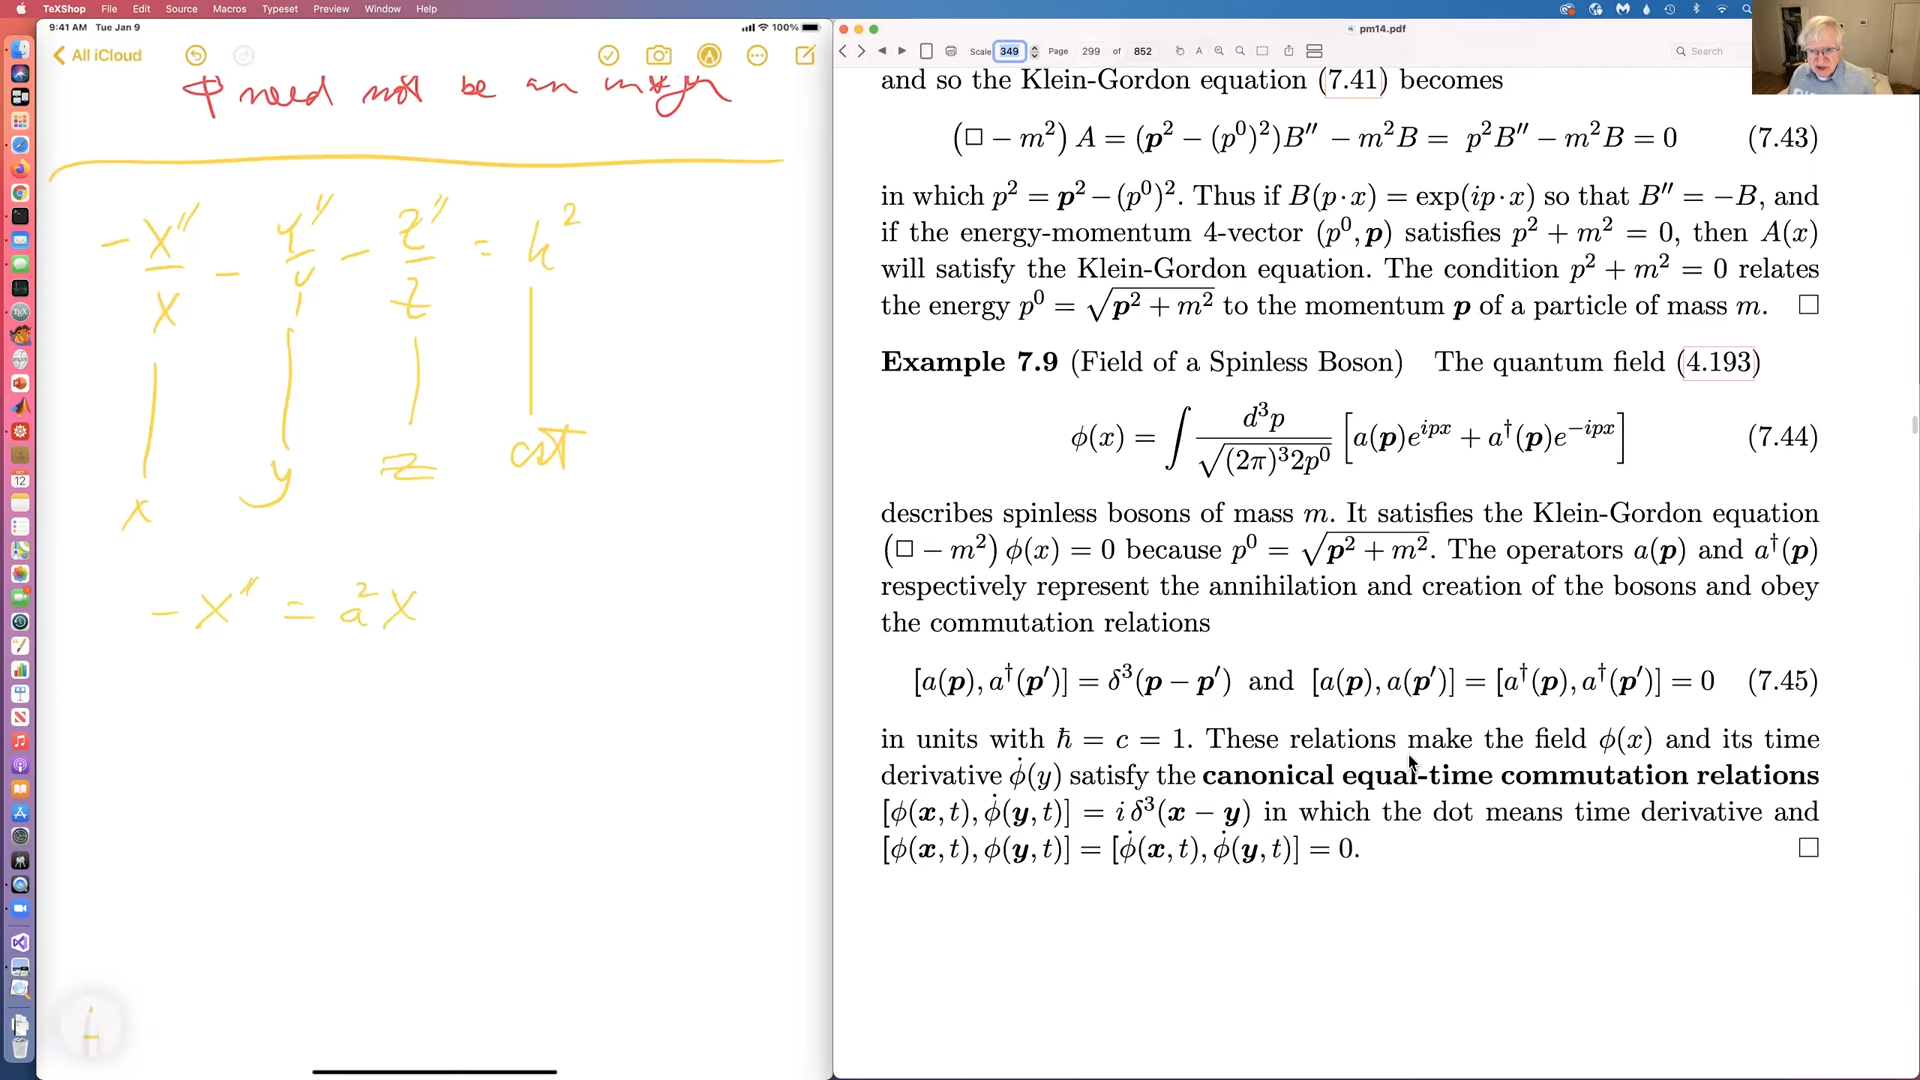 TeXShop File Edit Source Macros Typeset Preview Window Help
9:41 AM Tue Jan 9
100%
All iCloud
ϕ need not be an
− X″/X − Y″/Y − Z″/Z = k²
x y z cst
− X″ = a² X
pm14.pdf
Scale 349 Page 299 of 852
Search
and so the Klein-Gordon equation (7.41) becomes
(□ − m²) A = (𝒑² − (p⁰)²)B″ − m²B = p²B″ − m²B = 0 (7.43)
in which p² = 𝒑² − (p⁰)². Thus if B(p·x) = exp(ip·x) so that B″ = −B, and
if the energy-momentum 4-vector (p⁰, 𝒑) satisfies p² + m² = 0, then A(x)
will satisfy the Klein-Gordon equation. The condition p² + m² = 0 relates
the energy p⁰ = √(𝒑² + m²) to the momentum 𝒑 of a particle of mass m. □
Example 7.9 (Field of a Spinless Boson) The quantum field (4.193)
ϕ(x) = ∫ d³p/√((2π)³2p⁰) [a(𝒑)e^{ipx} + a†(𝒑)e^{−ipx}] (7.44)
describes spinless bosons of mass m. It satisfies the Klein-Gordon equation
(□ − m²) ϕ(x) = 0 because p⁰ = √(𝒑² + m²). The operators a(𝒑) and a†(𝒑)
respectively represent the annihilation and creation of the bosons and obey
the commutation relations
[a(𝒑), a†(𝒑′)] = δ³(𝒑 − 𝒑′) and [a(𝒑), a(𝒑′)] = [a†(𝒑), a†(𝒑′)] = 0 (7.45)
in units with ħ = c = 1. These relations make the field ϕ(x) and its time
derivative ϕ̇(y) satisfy the canonical equal-time commutation relations
[ϕ(𝒙, t), ϕ̇(𝒚, t)] = i δ³(𝒙 − 𝒚) in which the dot means time derivative and
[ϕ(𝒙, t), ϕ(𝒚, t)] = [ϕ̇(𝒙, t), ϕ̇(𝒚, t)] = 0. □
OCT
12